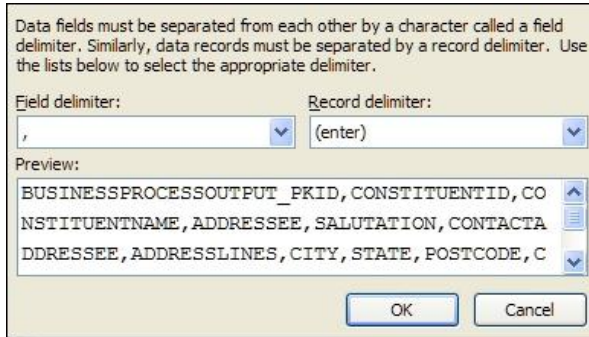 Data fields must be separated from each other by a character called a field
delimiter. Similarly, data records must be separated by a record delimiter.  Use
the lists below to select the appropriate delimiter.
Field delimiter: Record delimiter:
, (enter)
Preview:
BUSINESSPROCESSOUTPUT_PKID,CONSTITUENTID,CO
NSTITUENTNAME,ADDRESSEE,SALUTATION,CONTACTA
DDRESSEE,ADDRESSLINES,CITY,STATE,POSTCODE,C
OK Cancel